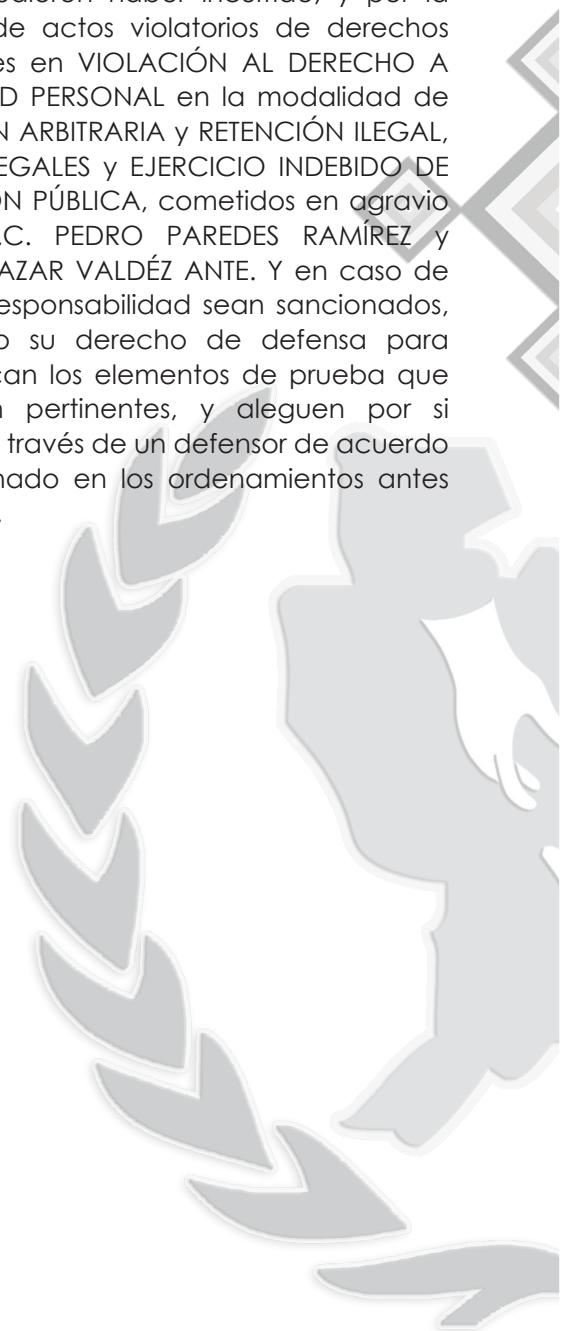 de actos violatorios de derechos
es en VIOLACIÓN AL DERECHO A
D PERSONAL en la modalidad de
N ARBITRARIA y RETENCIÓN ILEGAL,
EGALES y EJERCICIO INDEBIDO DE
ÓN PÚBLICA, cometidos en agravio
.C. PEDRO PAREDES RAMÍREZ y
AZAR VALDÉZ ANTE. Y en caso de
esponsabilidad sean sancionados,
o su derecho de defensa para
can los elementos de prueba que
n pertinentes, y aleguen por si
través de un defensor de acuerdo
nado en los ordenamientos antes